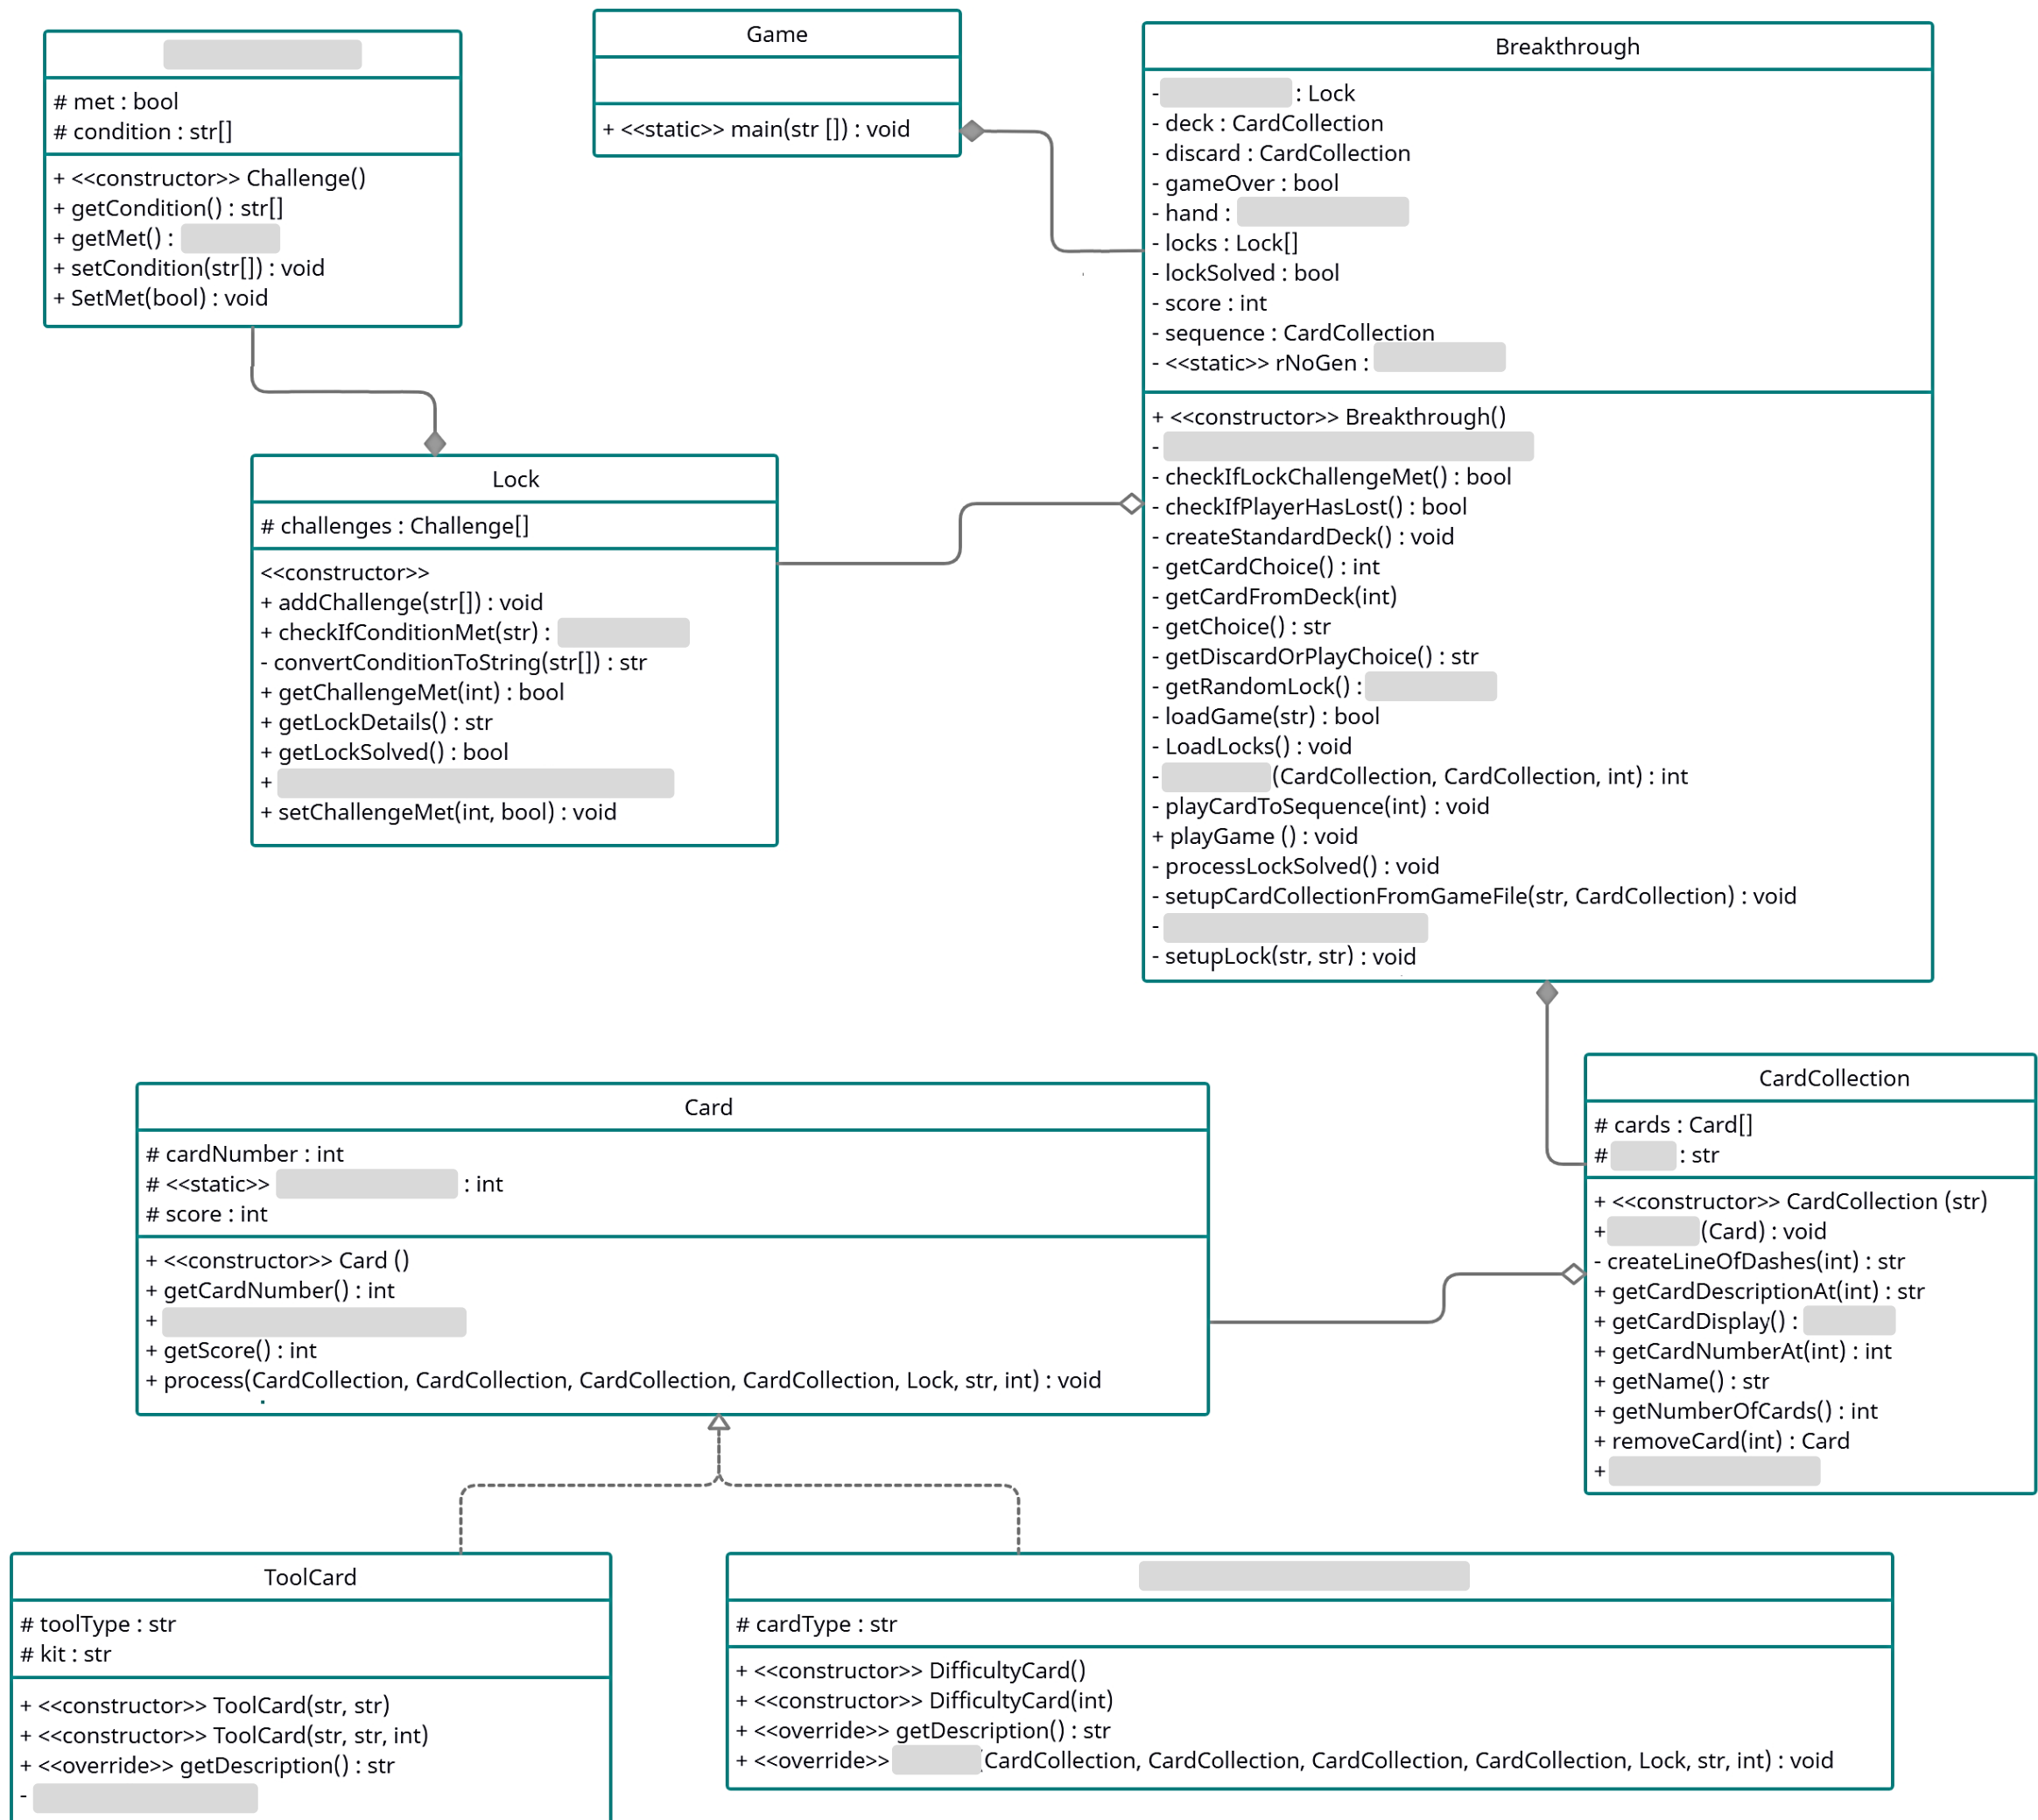 # met : bool
# condition : str[]
+ <<constructor>> Challenge()
+ getCondition() : str[]
+ getMet() :
+ setCondition(str[]) : void
+ SetMet(bool) : void
Game
+ <<static>> main(str []) : void
Breakthrough
- : Lock
- deck : CardCollection
- discard : CardCollection
- gameOver : bool
- hand :
- locks : Lock[]
- lockSolved : bool
- score : int
- sequence : CardCollection
- <<static>> rNoGen :
+ <<constructor>> Breakthrough()
-
- checkIfLockChallengeMet() : bool
- checkIfPlayerHasLost() : bool
- createStandardDeck() : void
- getCardChoice() : int
- getCardFromDeck(int)
- getChoice() : str
- getDiscardOrPlayChoice() : str
- getRandomLock() :
- loadGame(str) : bool
- LoadLocks() : void
- (CardCollection, CardCollection, int) : int
- playCardToSequence(int) : void
+ playGame () : void
- processLockSolved() : void
- setupCardCollectionFromGameFile(str, CardCollection) : void
-
- setupLock(str, str) : void
Lock
# challenges : Challenge[]
<<constructor>>
+ addChallenge(str[]) : void
+ checkIfConditionMet(str) :
- convertConditionToString(str[]) : str
+ getChallengeMet(int) : bool
+ getLockDetails() : str
+ getLockSolved() : bool
+
+ setChallengeMet(int, bool) : void
Card
# cardNumber : int
# <<static>> : int
# score : int
+ <<constructor>> Card ()
+ getCardNumber() : int
+
+ getScore() : int
+ process(CardCollection, CardCollection, CardCollection, CardCollection, Lock, str, int) : void
CardCollection
# cards : Card[]
# : str
+ <<constructor>> CardCollection (str)
+ (Card) : void
- createLineOfDashes(int) : str
+ getCardDescriptionAt(int) : str
+ getCardDisplay() :
+ getCardNumberAt(int) : int
+ getName() : str
+ getNumberOfCards() : int
+ removeCard(int) : Card
+
ToolCard
# toolType : str
# kit : str
+ <<constructor>> ToolCard(str, str)
+ <<constructor>> ToolCard(str, str, int)
+ <<override>> getDescription() : str
-
# cardType : str
+ <<constructor>> DifficultyCard()
+ <<constructor>> DifficultyCard(int)
+ <<override>> getDescription() : str
+ <<override>> (CardCollection, CardCollection, CardCollection, CardCollection, Lock, str, int) : void